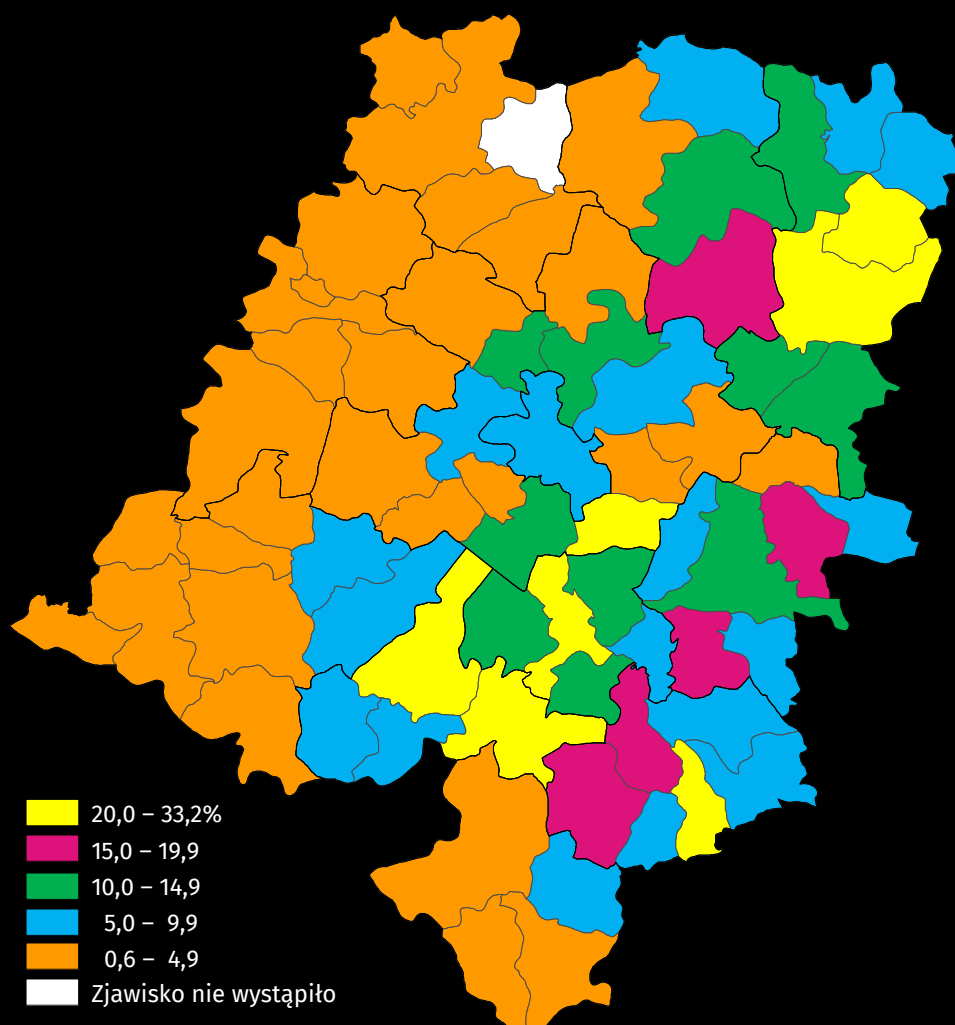 20,0 – 33,2%
15,0 – 19,9
10,0 – 14,9
5,0 – 9,9
0,6 – 4,9
Zjawisko nie wystąpiło